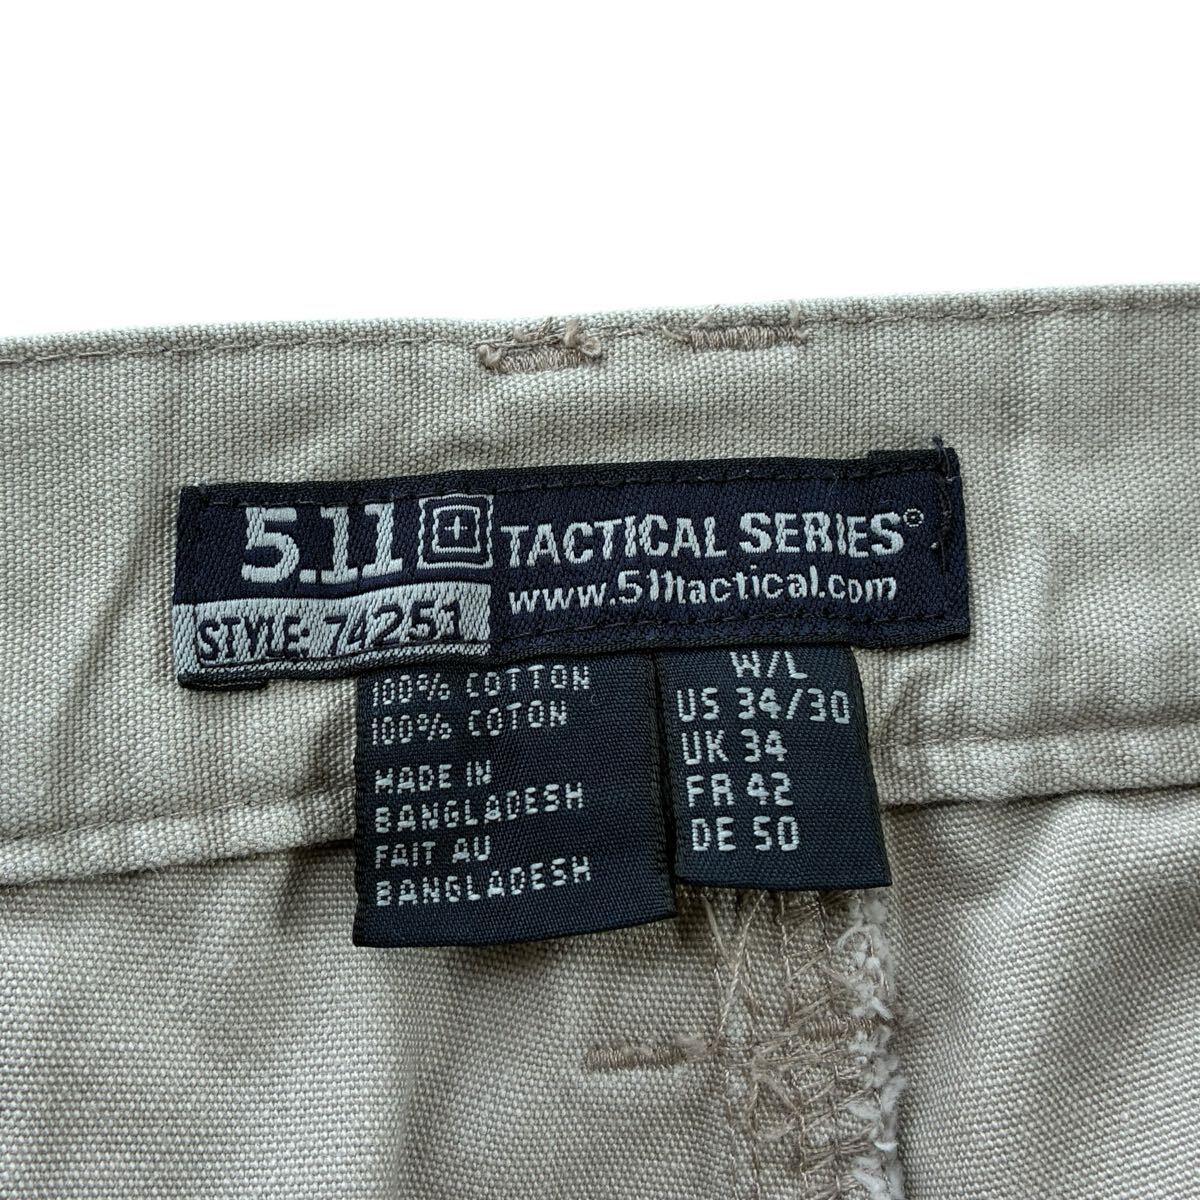 5.11 TACTICAL SERIES®
www.511tactical.com
STYLE: 74251
100% COTTON
100% COTON
MADE IN
BANGLADESH
FAIT AU
BANGLADESH
W/L
US 34/30
UK 34
FR 42
DE 50